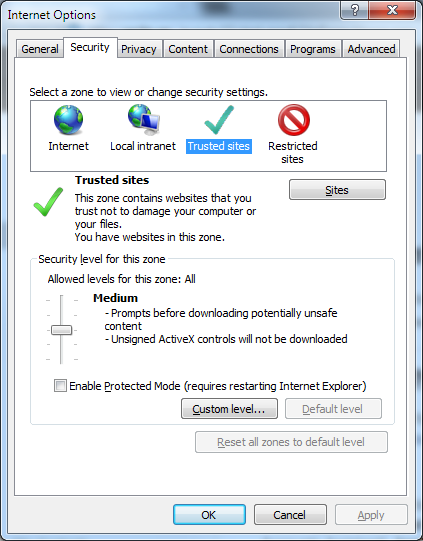 Internet Options
General Security Privacy Content Connections Programs Advanced
Select a zone to view or change security settings.
Internet Local intranet Trusted sites Restricted
sites
Trusted sites
Sites
This zone contains websites that you
trust not to damage your computer or
your files.
You have websites in this zone.
Security level for this zone
Allowed levels for this zone: All
Medium
- Prompts before downloading potentially unsafe
content
- Unsigned ActiveX controls will not be downloaded
Enable Protected Mode (requires restarting Internet Explorer)
Custom level... Default level
Reset all zones to default level
OK Cancel Apply